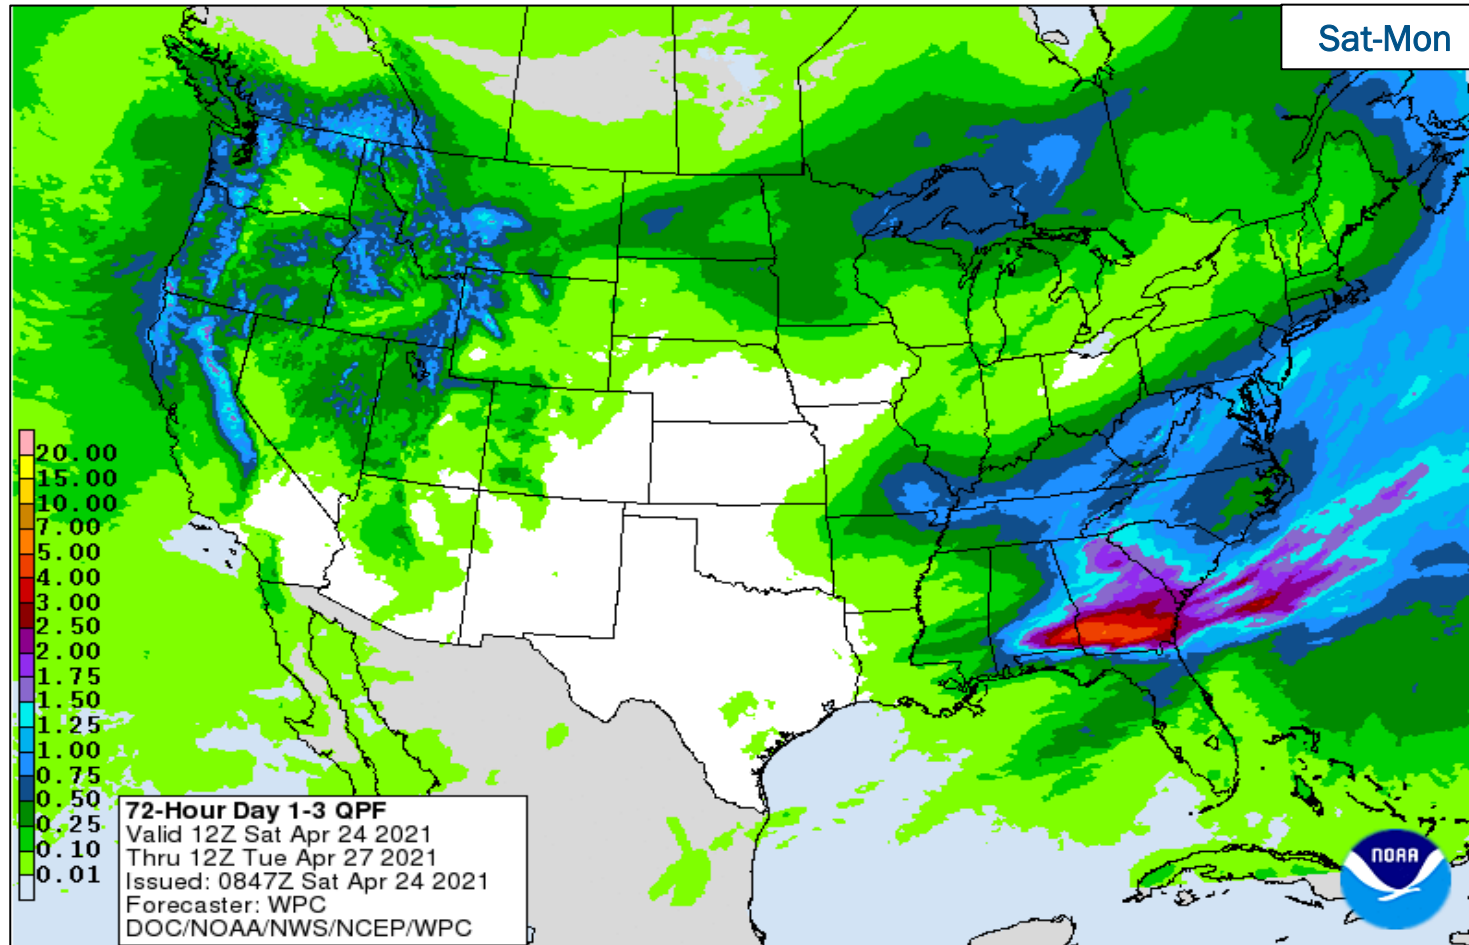 Sat-Mon
20.00
15.00
10.00
7.00
5.00
4.00
3.00
2.50
2.00
1.75
1.50
1.25
1.00
0.75
0.50
0.25
0.10
0.01
72-Hour Day 1-3 QPF
Valid 12Z Sat Apr 24 2021
Thru 12Z Tue Apr 27 2021
Issued: 0847Z Sat Apr 24 2021
Forecaster: WPC
DOC/NOAA/NWS/NCEP/WPC
NOAA